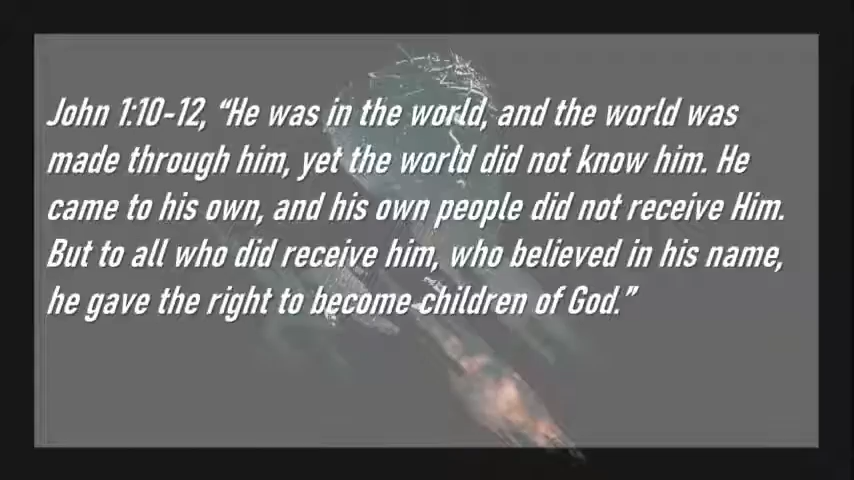 John 1:10-12, “He was in the world, and the world was
made through him, yet the world did not know him. He
came to his own, and his own people did not receive Him.
But to all who did receive him, who believed in his name,
he gave the right to become children of God.”